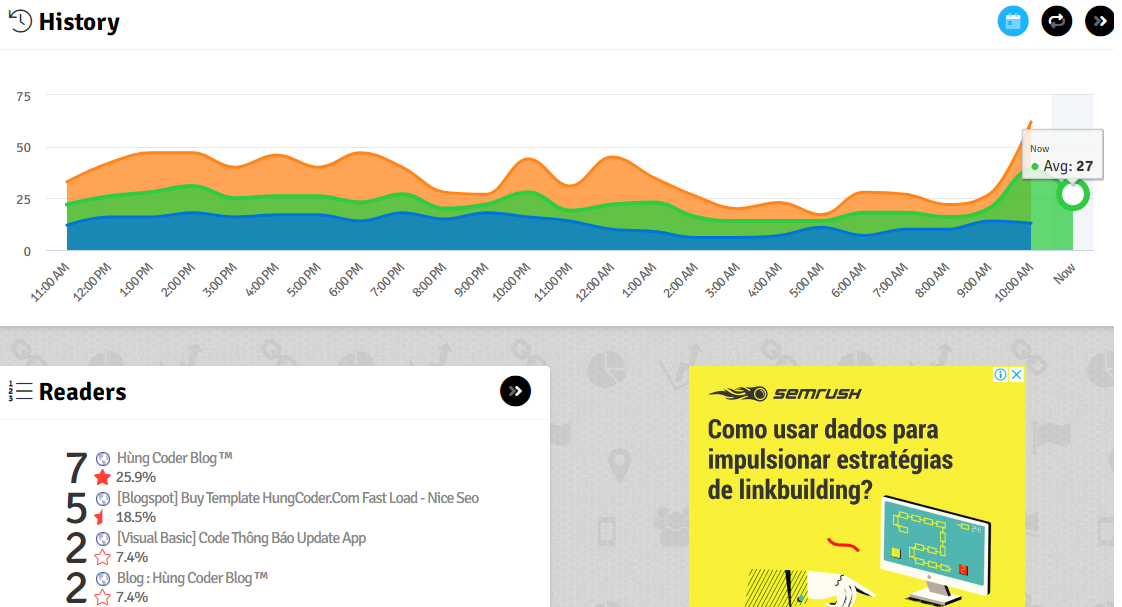 History
75
50
25
0
Now
Avg: 27
11:00 AM
12:00 PM
1:00 PM
2:00 PM
3:00 PM
4:00 PM
5:00 PM
6:00 PM
7:00 PM
8:00 PM
9:00 PM
10:00 PM
11:00 PM
12:00 AM
1:00 AM
2:00 AM
3:00 AM
4:00 AM
5:00 AM
6:00 AM
7:00 AM
8:00 AM
9:00 AM
10:00 AM
Now
Readers
7 Hùng Coder Blog™
25.9%
5 [Blogspot] Buy Template HungCoder.Com Fast Load - Nice Seo
18.5%
2 [Visual Basic] Code Thông Báo Update App
7.4%
2 Blog : Hùng Coder Blog™
7.4%
semrush
Como usar dados para
impulsionar estratégias
de linkbuilding?